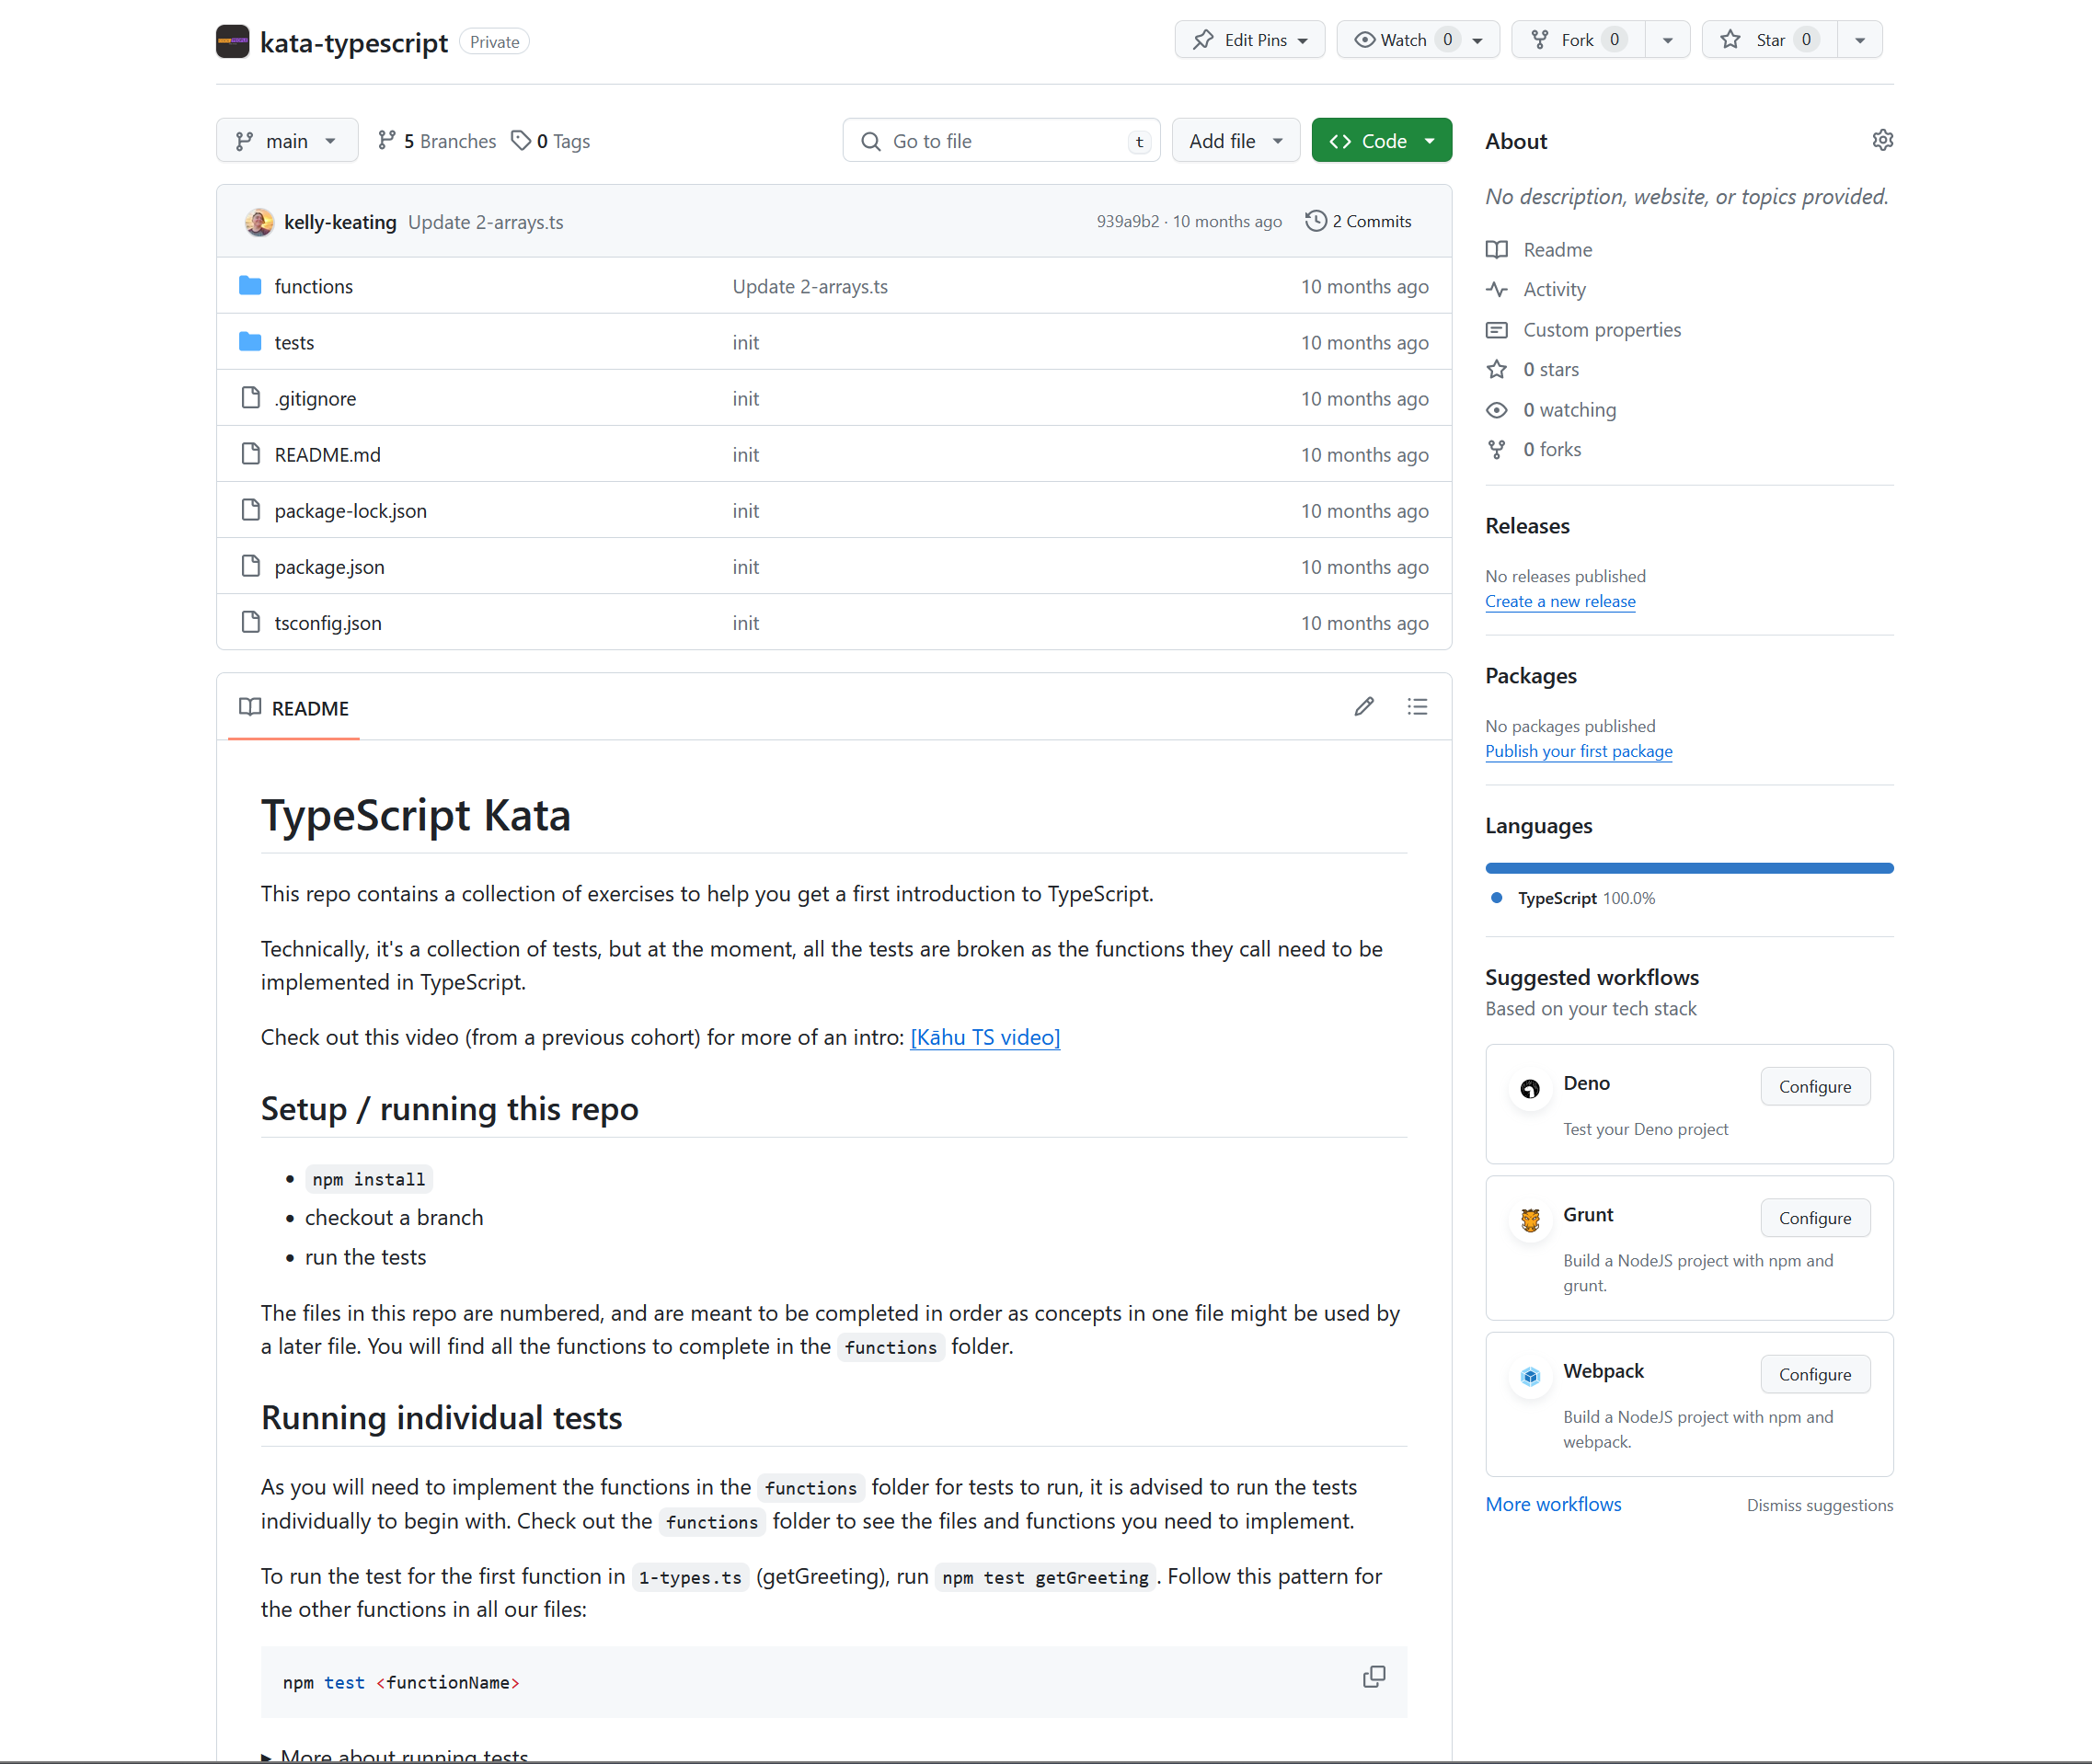 kata-typescript Private Edit Pins Watch 0 Fork 0 Star 0
main 5 Branches 0 Tags Go to file t Add file Code
kelly-keating Update 2-arrays.ts 939a9b2 · 10 months ago 2 Commits
functions Update 2-arrays.ts 10 months ago
tests init 10 months ago
.gitignore init 10 months ago
README.md init 10 months ago
package-lock.json init 10 months ago
package.json init 10 months ago
tsconfig.json init 10 months ago
README
TypeScript Kata
This repo contains a collection of exercises to help you get a first introduction to TypeScript.
Technically, it's a collection of tests, but at the moment, all the tests are broken as the functions they call need to be
implemented in TypeScript.
Check out this video (from a previous cohort) for more of an intro: [Kāhu TS video]
Setup / running this repo
• npm install
• checkout a branch
• run the tests
The files in this repo are numbered, and are meant to be completed in order as concepts in one file might be used by
a later file. You will find all the functions to complete in the functions folder.
Running individual tests
As you will need to implement the functions in the functions folder for tests to run, it is advised to run the tests
individually to begin with. Check out the functions folder to see the files and functions you need to implement.
To run the test for the first function in 1-types.ts (getGreeting), run npm test getGreeting. Follow this pattern for
the other functions in all our files:
npm test <functionName>
More about running tests
About
No description, website, or topics provided.
Readme
Activity
Custom properties
0 stars
0 watching
0 forks
Releases
No releases published
Create a new release
Packages
No packages published
Publish your first package
Languages
TypeScript 100.0%
Suggested workflows
Based on your tech stack
Deno Configure
Test your Deno project
Grunt Configure
Build a NodeJS project with npm and
grunt.
Webpack Configure
Build a NodeJS project with npm and
webpack.
More workflows Dismiss suggestions